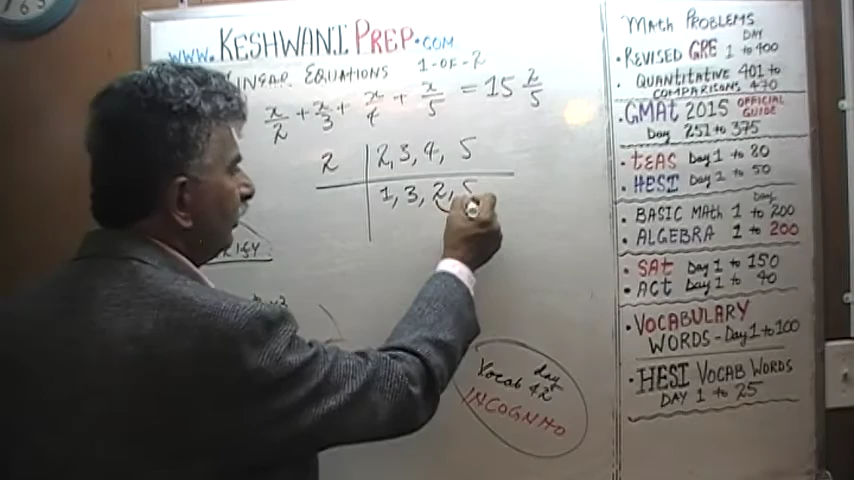 www.KESHWANI PREP.COM
LINEAR EQUATIONS 1-OF-2
x/2 + x/3 + x/4 + x/5 = 15 2/5
2 | 2, 3, 4, 5
1, 3, 2, 5
Vocab day 42
INCOGNITO
MATH PROBLEMS
DAY
• REVISED GRE 1 to 400
• QUANTITATIVE 401 to
COMPARISONS 470
• GMAT 2015 OFFICIAL GUIDE
Day 251 to 375
• TEAS Day 1 to 80
• HESI Day 1 to 50
Day
• BASIC MATH 1 to 200
• ALGEBRA 1 to 200
• SAT Day 1 to 150
• ACT Day 1 to 40
• VOCABULARY
WORDS - Day 1 to 100
• HESI VOCAB WORDS
DAY 1 to 25